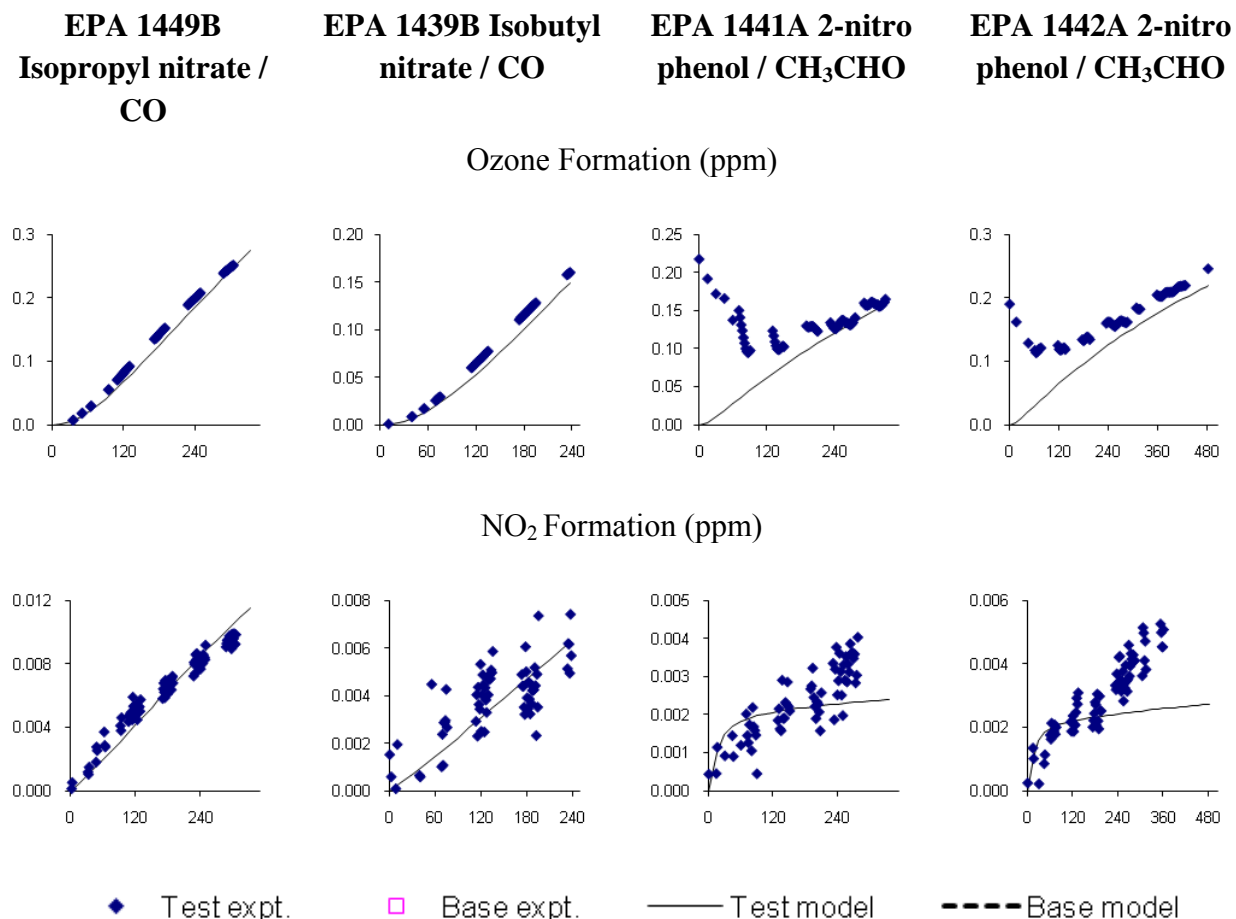 EPA 1449B
Isopropyl nitrate /
CO
EPA 1439B Isobutyl
nitrate / CO
EPA 1441A 2-nitro
phenol / CH₃CHO
EPA 1442A 2-nitro
phenol / CH₃CHO
Ozone Formation (ppm)
0.3
0.2
0.1
0.0
0 120 240
0.20
0.15
0.10
0.05
0.00
0 60 120 180 240
0.25
0.20
0.15
0.10
0.05
0.00
0 120 240
0.3
0.2
0.1
0.0
0 120 240 360 480
NO₂ Formation (ppm)
0.012
0.008
0.004
0.000
0 120 240
0.008
0.006
0.004
0.002
0.000
0 60 120 180 240
0.005
0.004
0.003
0.002
0.001
0.000
0 120 240
0.006
0.004
0.002
0.000
0 120 240 360 480
Test expt. Base expt. Test model Base model